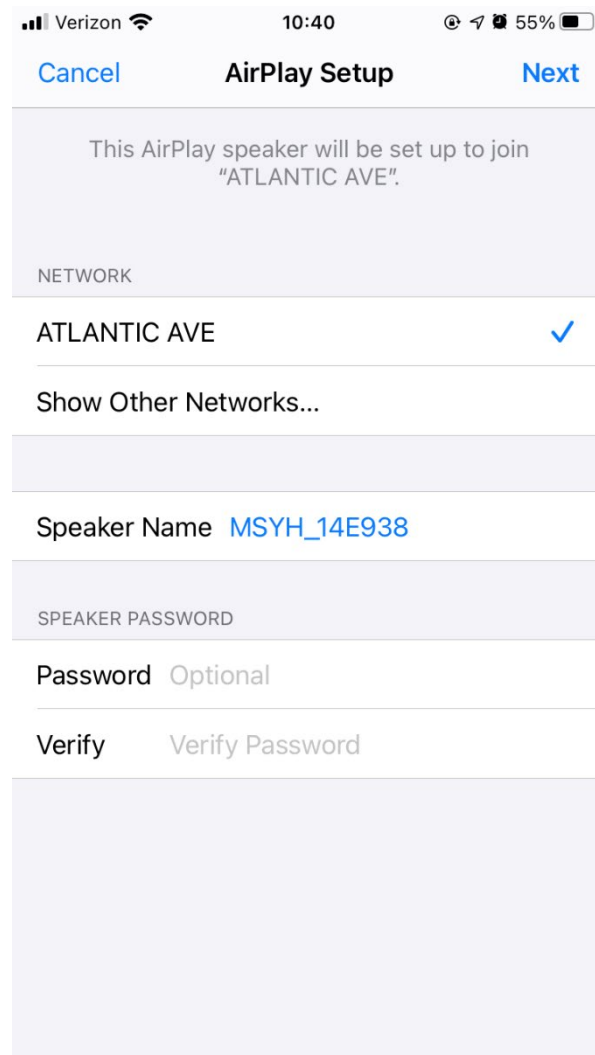 Verizon 10:40 55%
Cancel AirPlay Setup Next
This AirPlay speaker will be set up to join
“ATLANTIC AVE”.
NETWORK
ATLANTIC AVE
Show Other Networks...
Speaker Name MSYH_14E938
SPEAKER PASSWORD
Password Optional
Verify Verify Password